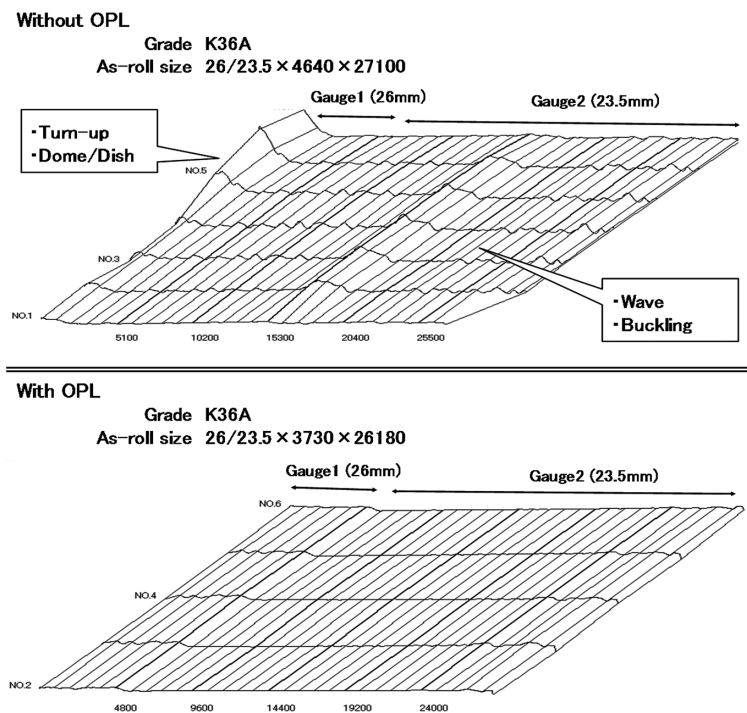 Without OPL
Grade K36A
As-roll size 26/23.5×4640×27100
Gauge1 (26mm)
Gauge2 (23.5mm)
・Turn-up
・Dome/Dish
NO.5
NO.3
NO.1
・Wave
・Buckling
5100 10200 15300 20400 25500
With OPL
Grade K36A
As-roll size 26/23.5×3730×26180
Gauge1 (26mm)
Gauge2 (23.5mm)
NO.6
NO.4
NO.2
4800 9600 14400 19200 24000